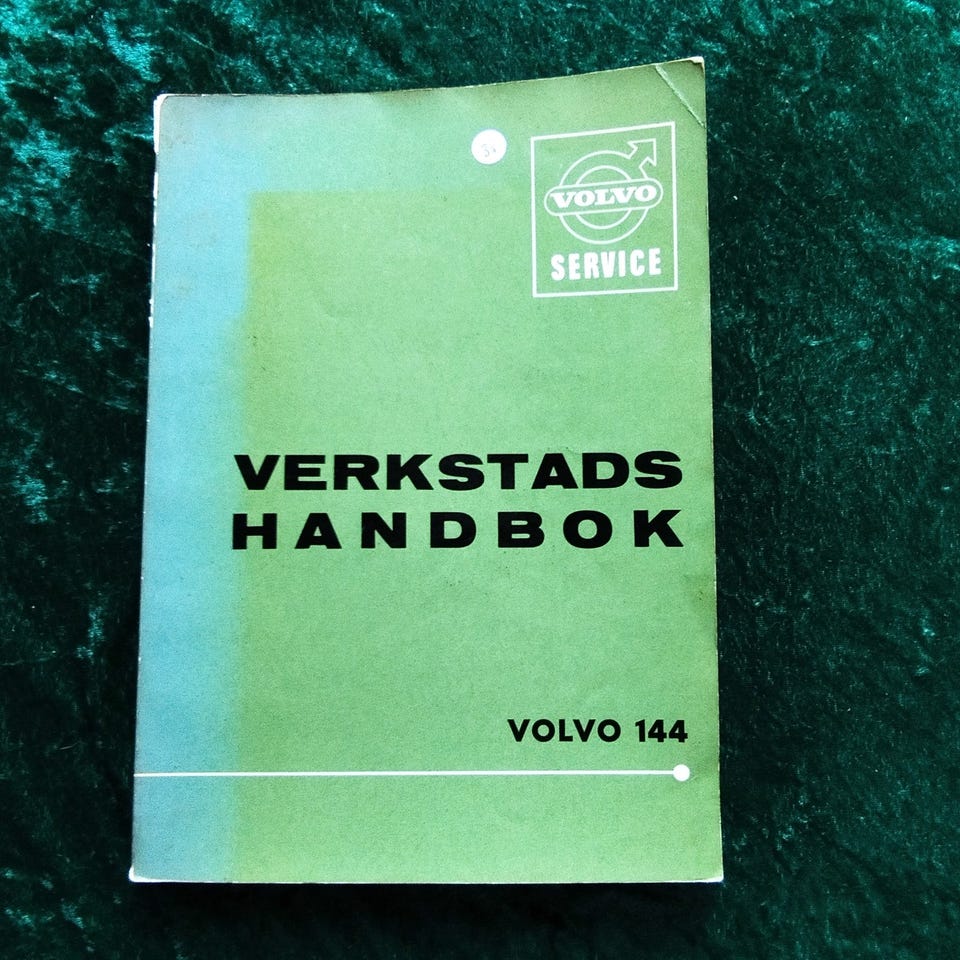 VOLVO
SERVICE
VERKSTADS
HANDBOK
VOLVO 144